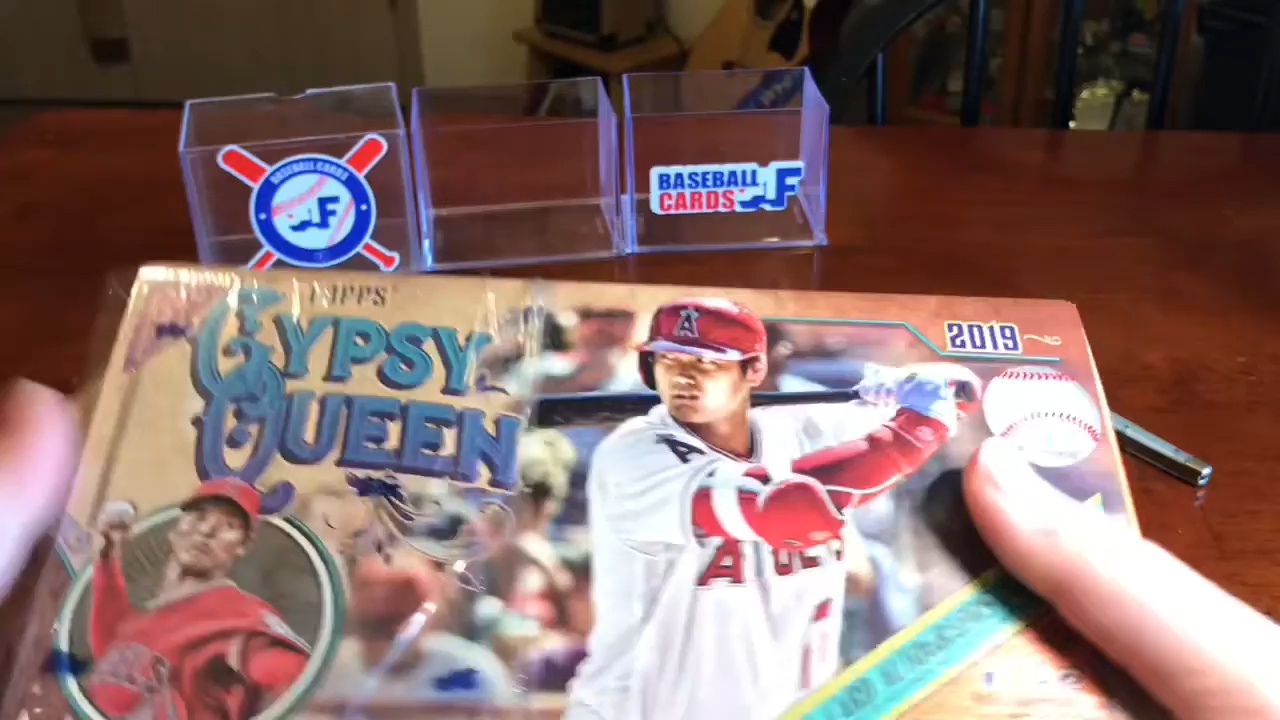 BASEBALL CARDS
F
BASEBALL
CARDS
F
TOPPS
GYPSY
QUEEN
2019
A
A